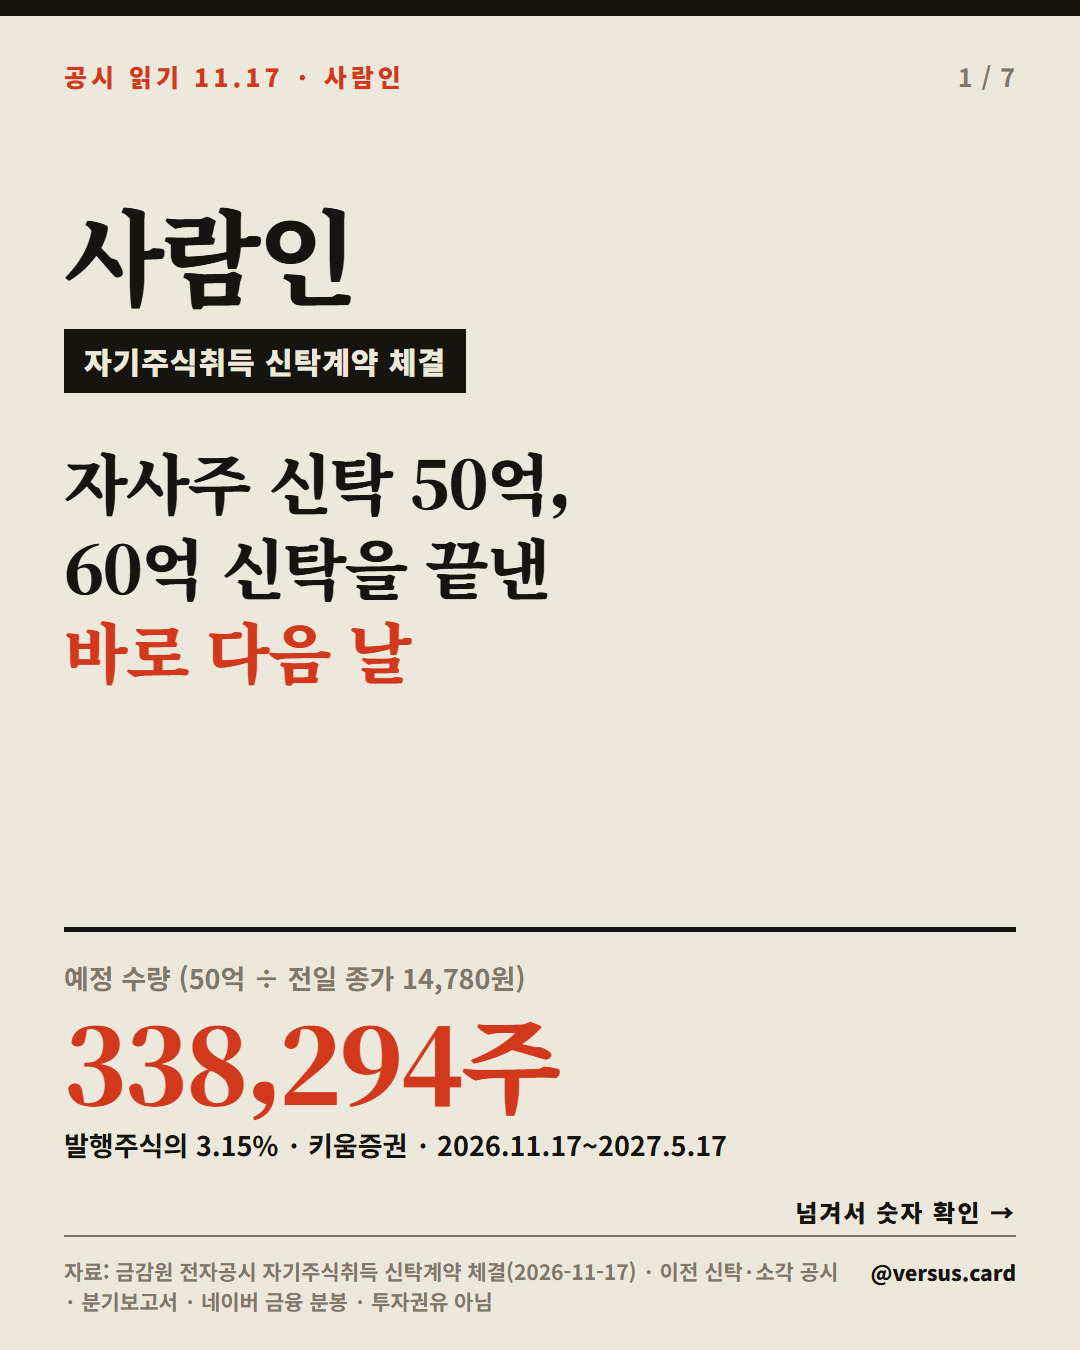 공시 읽기 11.17 · 사람인
1 / 7
사람인
자기주식취득 신탁계약 체결
자사주 신탁 50억,
60억 신탁을 끝낸
바로 다음 날
예정 수량 (50억 ÷ 전일 종가 14,780원)
338,294주
발행주식의 3.15% · 키움증권 · 2026.11.17~2027.5.17
넘겨서 숫자 확인 →
자료: 금감원 전자공시 자기주식취득 신탁계약 체결(2026-11-17) · 이전 신탁·소각 공시
· 분기보고서 · 네이버 금융 분봉 · 투자권유 아님
@versus.card